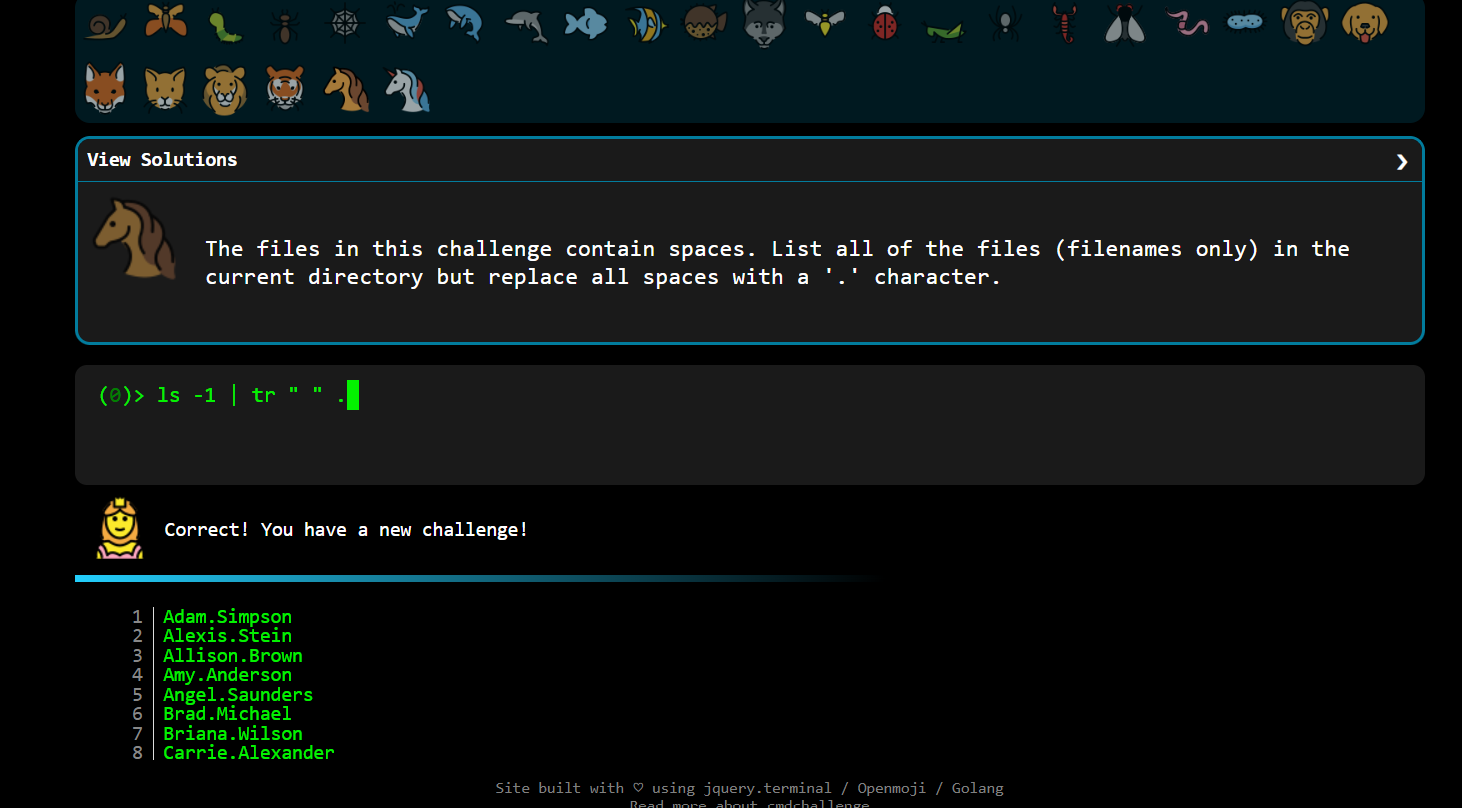 View Solutions ❯
The files in this challenge contain spaces. List all of the files (filenames only) in the
current directory but replace all spaces with a '.' character.
(0)> ls -1 | tr " " .
Correct! You have a new challenge!
1 Adam.Simpson
2 Alexis.Stein
3 Allison.Brown
4 Amy.Anderson
5 Angel.Saunders
6 Brad.Michael
7 Briana.Wilson
8 Carrie.Alexander
Site built with ♡ using jquery.terminal / Openmoji / Golang
Read more about cmdchallenge